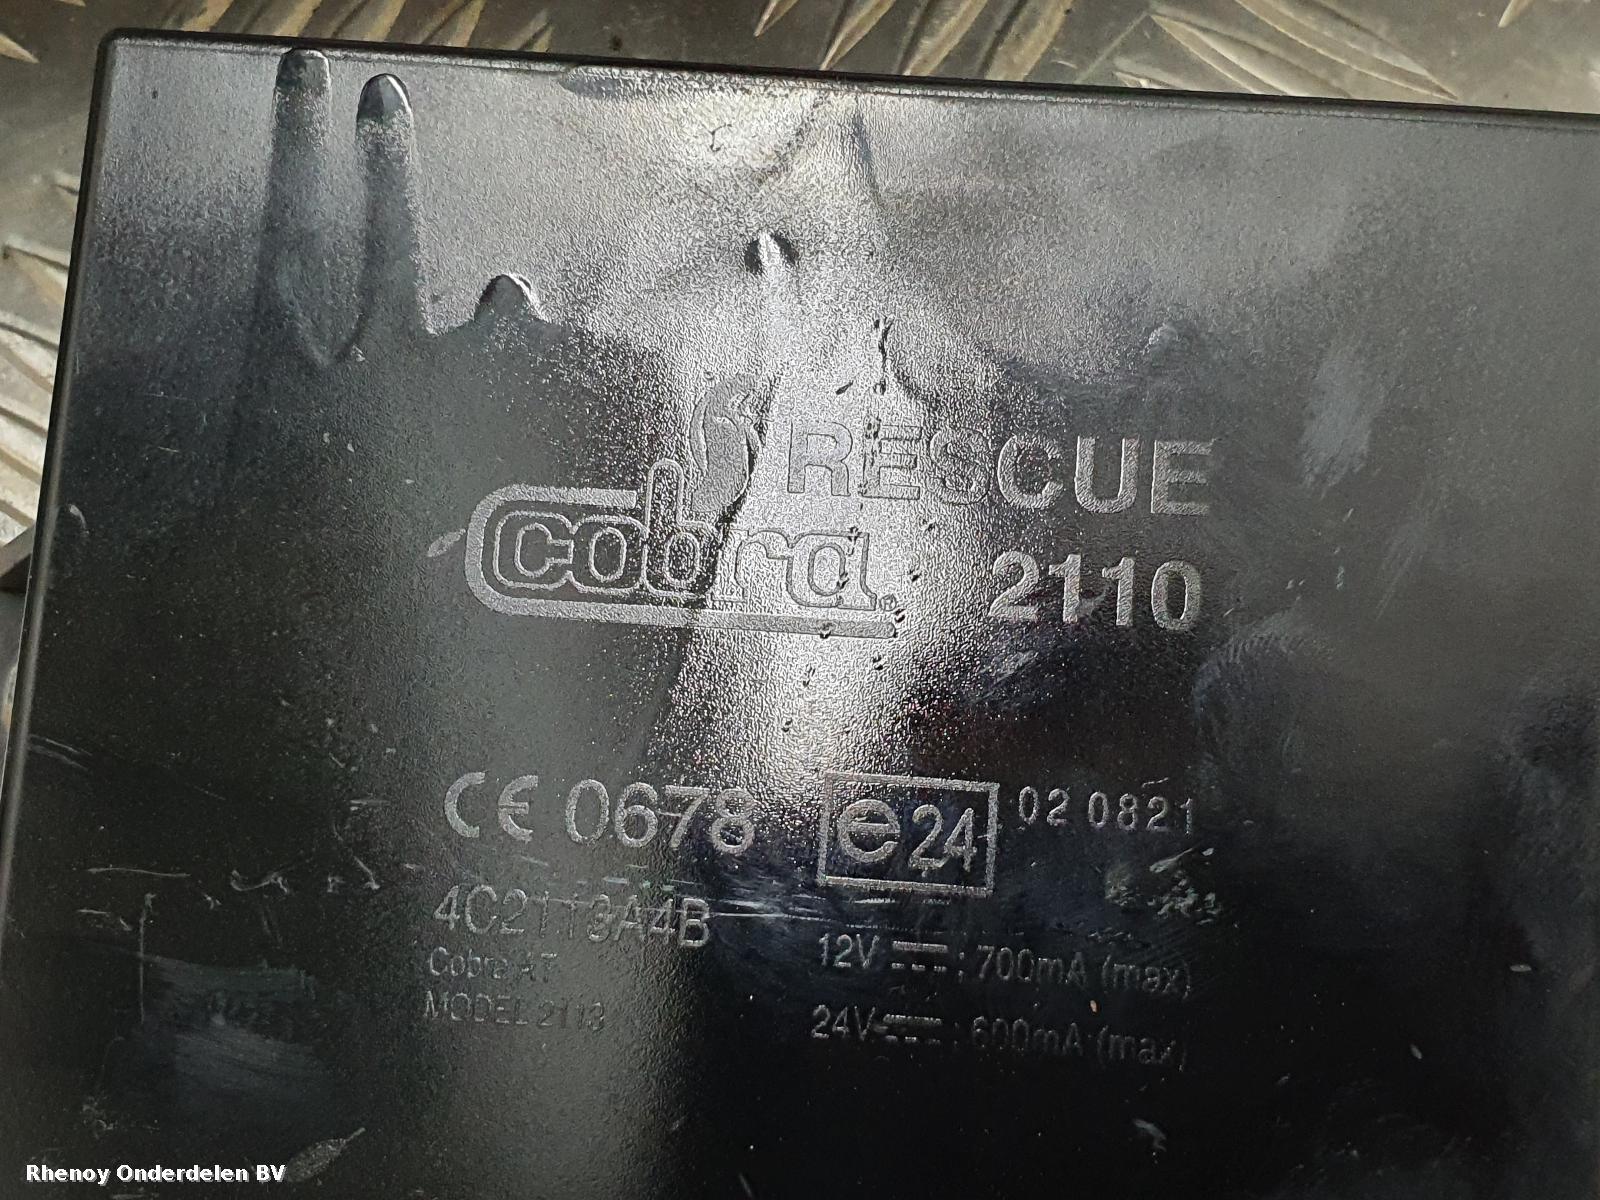 RESCUE
cobra®
2110
CE 0678
e24
02 0821
4C2113A4B
Cobra AT
MODEL 2113
12V ⎓ : 700mA (max)
24V ⎓ : 600mA (max)
Rhenoy Onderdelen BV